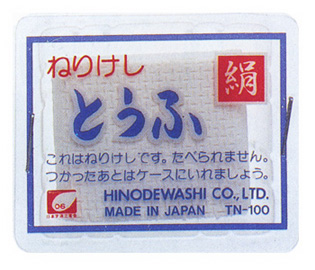 ねりけし
絹
とうふ
これはねりけしです。たべられません。
つかったあとはケースにいれましょう。
06
HINODEWASHI CO.,LTD.
MADE IN JAPAN TN-100